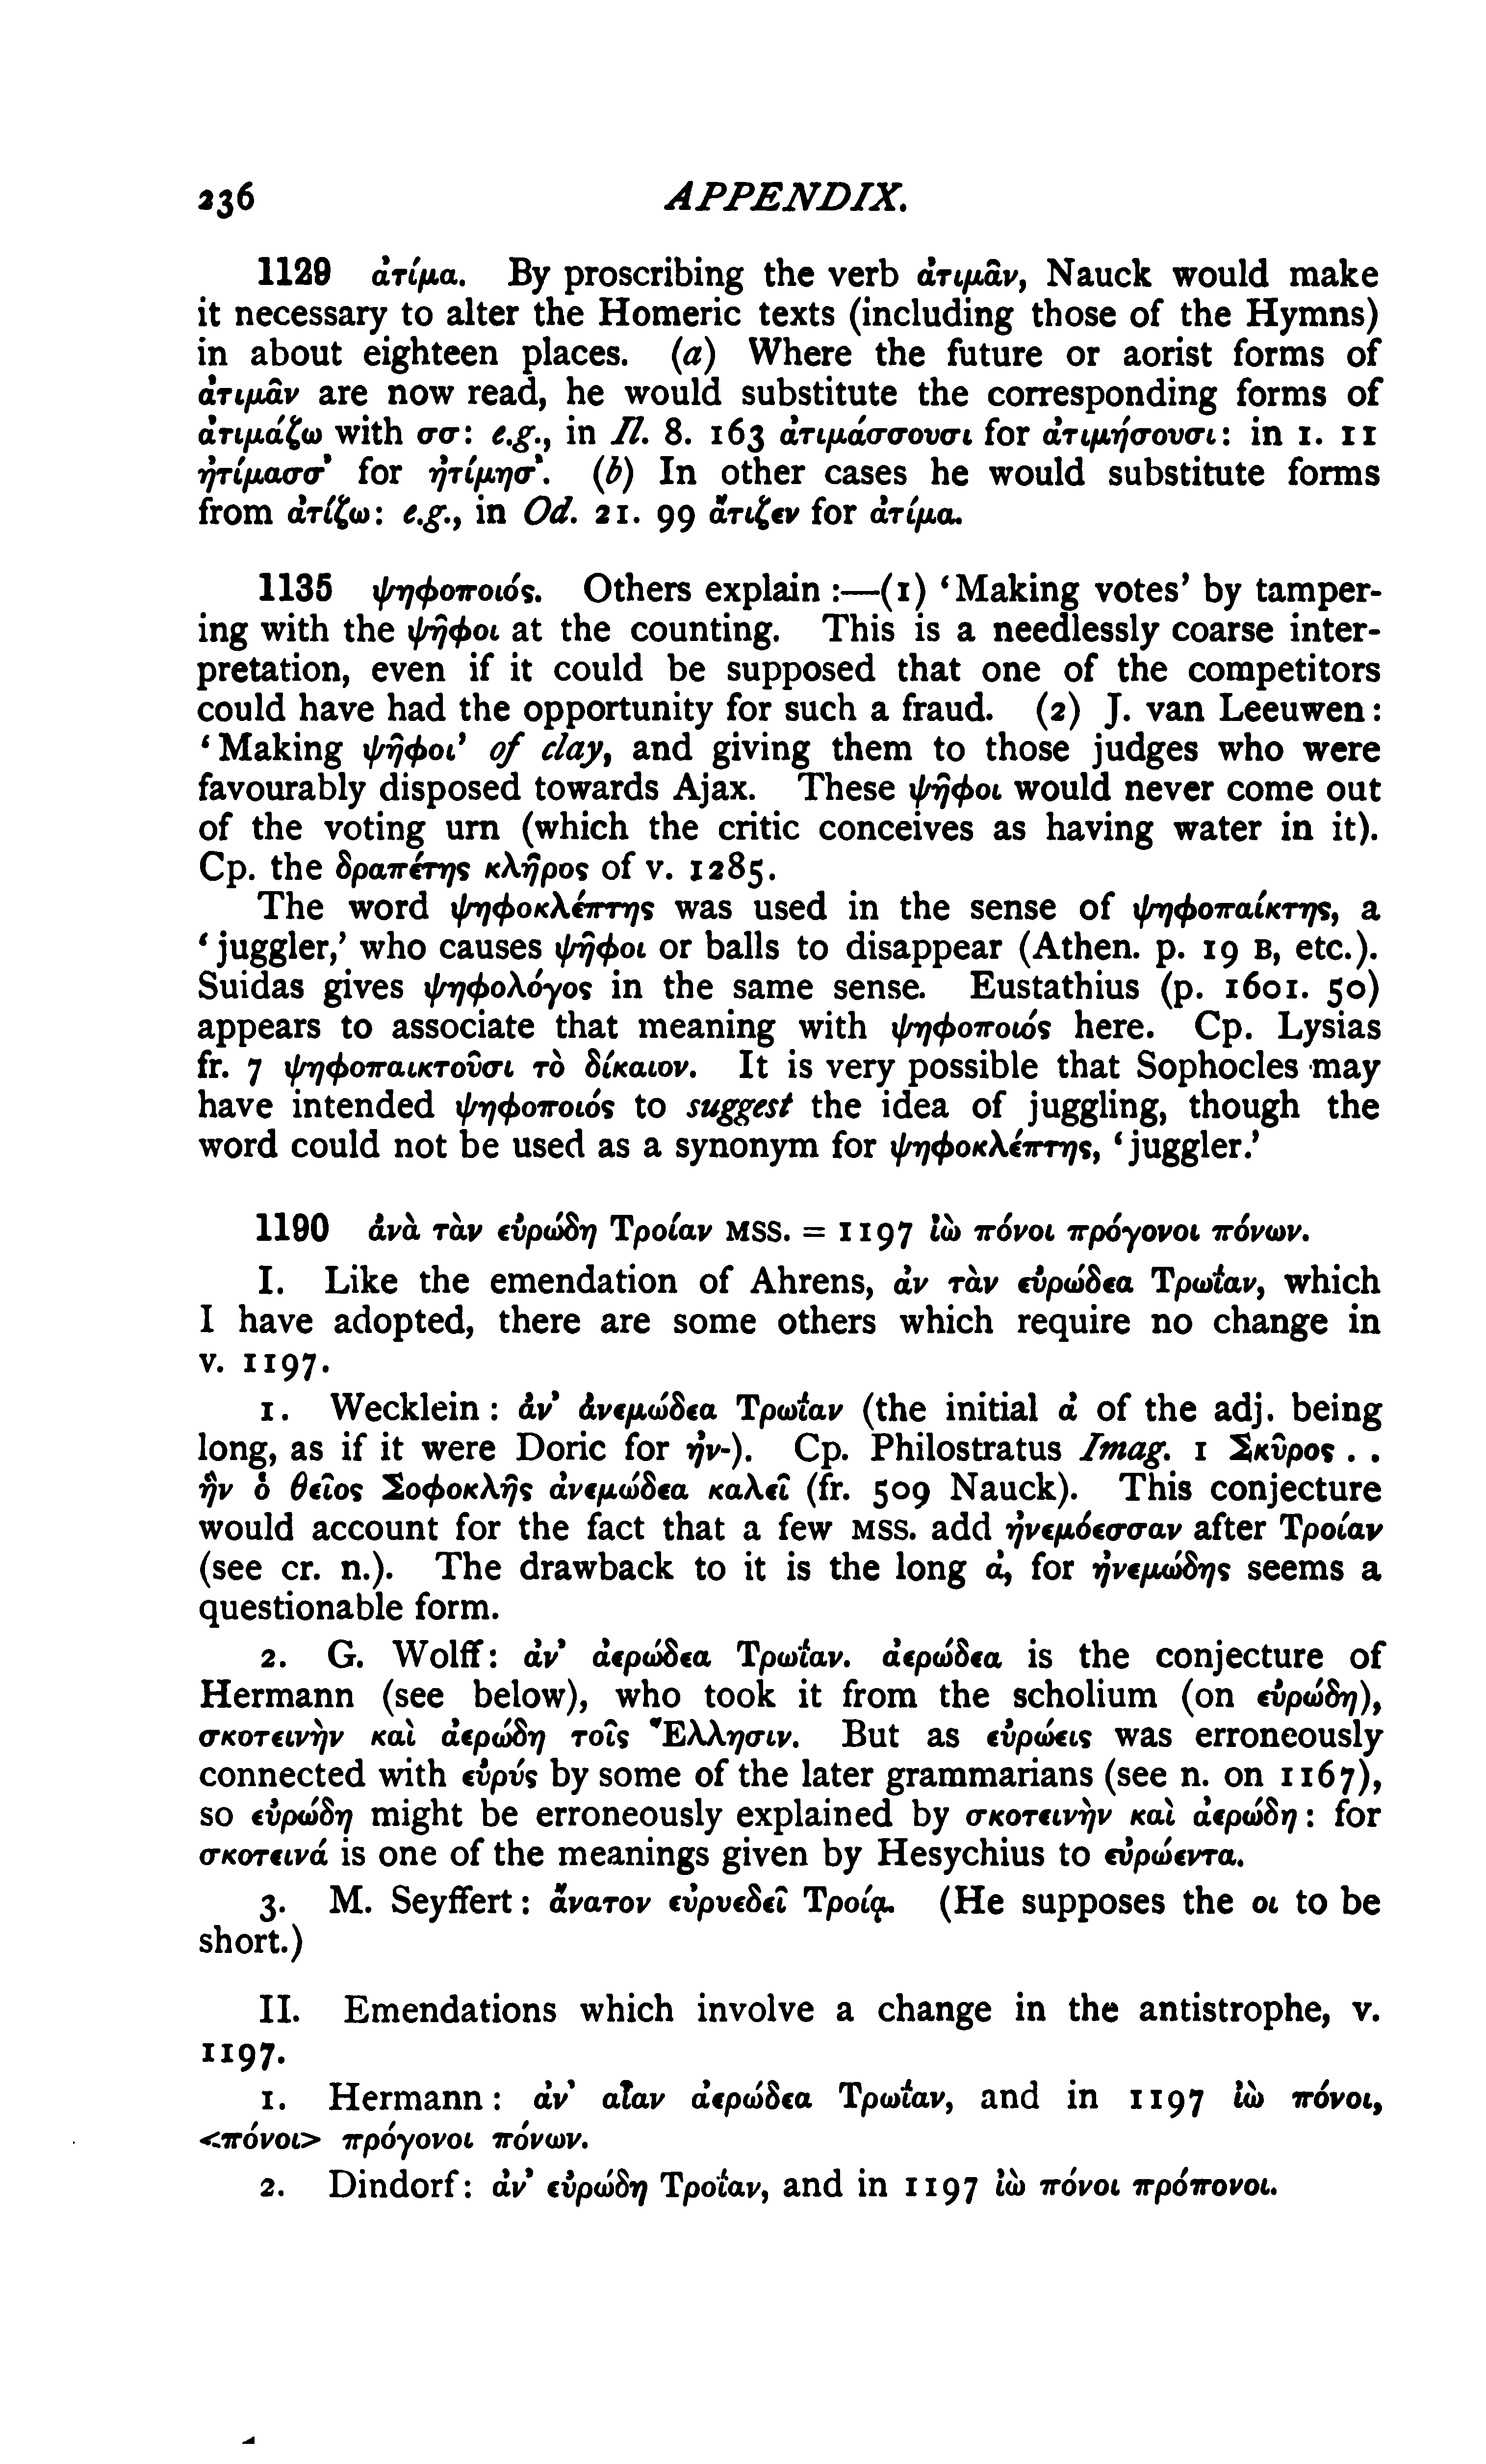 236 APPENDIX.
1129 ἀτίμα. By proscribing the verb ἀτιμᾶν, Nauck would make
it necessary to alter the Homeric texts (including those of the Hymns)
in about eighteen places. (a) Where the future or aorist forms of
ἀτιμᾶν are now read, he would substitute the corresponding forms of
ἀτιμάζω with σσ: e.g., in Il. 8. 163 ἀτιμάσσουσι for ἀτιμήσουσι: in 1. 11
ἠτίμασσ' for ἠτίμησ'. (b) In other cases he would substitute forms
from ἀτίζω: e.g., in Od. 21. 99 ἄτιζεν for ἀτίμα.
1135 ψηφοποιός. Others explain :—(1) ‘Making votes’ by tamper-
ing with the ψῆφοι at the counting. This is a needlessly coarse inter-
pretation, even if it could be supposed that one of the competitors
could have had the opportunity for such a fraud. (2) J. van Leeuwen:
‘Making ψῆφοι’ of clay, and giving them to those judges who were
favourably disposed towards Ajax. These ψῆφοι would never come out
of the voting urn (which the critic conceives as having water in it).
Cp. the δραπέτης κλῆρος of v. 1285.
The word ψηφοκλέπτης was used in the sense of ψηφοπαίκτης, a
‘juggler,’ who causes ψῆφοι or balls to disappear (Athen. p. 19 B, etc.).
Suidas gives ψηφολόγος in the same sense. Eustathius (p. 1601. 50)
appears to associate that meaning with ψηφοποιός here. Cp. Lysias
fr. 7 ψηφοπαικτοῦσι τὸ δίκαιον. It is very possible that Sophocles may
have intended ψηφοποιός to suggest the idea of juggling, though the
word could not be used as a synonym for ψηφοκλέπτης, ‘juggler.’
1190 ἀνὰ τὰν εὐρώδη Τροίαν MSS. = 1197 ἰὼ πόνοι πρόγονοι πόνων.
I. Like the emendation of Ahrens, ἀν τὰν εὐρώδεα Τρωΐαν, which
I have adopted, there are some others which require no change in
v. 1197.
1. Wecklein: ἀν' ἀνεμώδεα Τρωΐαν (the initial ἀ of the adj. being
long, as if it were Doric for ἠν-). Cp. Philostratus Imag. 1 Σκῦρος . .
ἣν ὁ θεῖος Σοφοκλῆς ἀνεμώδεα καλεῖ (fr. 509 Nauck). This conjecture
would account for the fact that a few MSS. add ἠνεμόεσσαν after Τροίαν
(see cr. n.). The drawback to it is the long ἀ, for ἠνεμώδης seems a
questionable form.
2. G. Wolff: ἀν' ἀερώδεα Τρωΐαν. ἀερώδεα is the conjecture of
Hermann (see below), who took it from the scholium (on εὐρώδη),
σκοτεινὴν καὶ ἀερώδη τοῖς Ἕλλησιν. But as εὐρώεις was erroneously
connected with εὐρύς by some of the later grammarians (see n. on 1167),
so εὐρώδη might be erroneously explained by σκοτεινὴν καὶ ἀερώδη: for
σκοτεινά is one of the meanings given by Hesychius to εὐρώεντα.
3. M. Seyffert: ἄνατον εὐρυεδεῖ Τροίᾳ. (He supposes the οι to be
short.)
II. Emendations which involve a change in the antistrophe, v.
1197.
1. Hermann: ἀν' αἶαν ἀερώδεα Τρωΐαν, and in 1197 ἰὼ πόνοι,
<πόνοι> πρόγονοι πόνων.
2. Dindorf: ἀν' εὐρώδη Τροΐαν, and in 1197 ἰὼ πόνοι πρόπονοι.